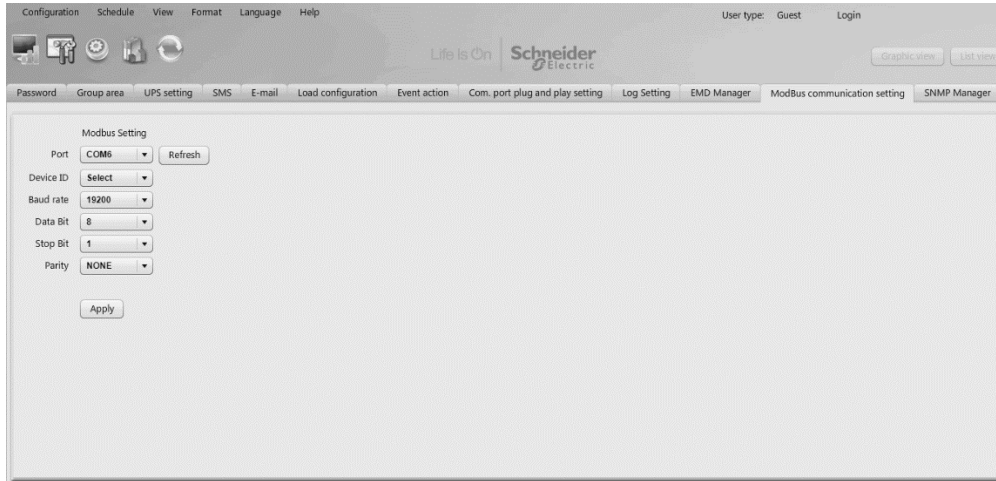 Configuration Schedule View Format Language Help User type: Guest Login
Life Is On Schneider Electric
Graphic view List view
Password Group area UPS setting SMS E-mail Load configuration Event action Com. port plug and play setting Log Setting EMD Manager ModBus communication setting SNMP Manager
Modbus Setting
Port COM6 Refresh
Device ID Select
Baud rate 19200
Data Bit 8
Stop Bit 1
Parity NONE
Apply